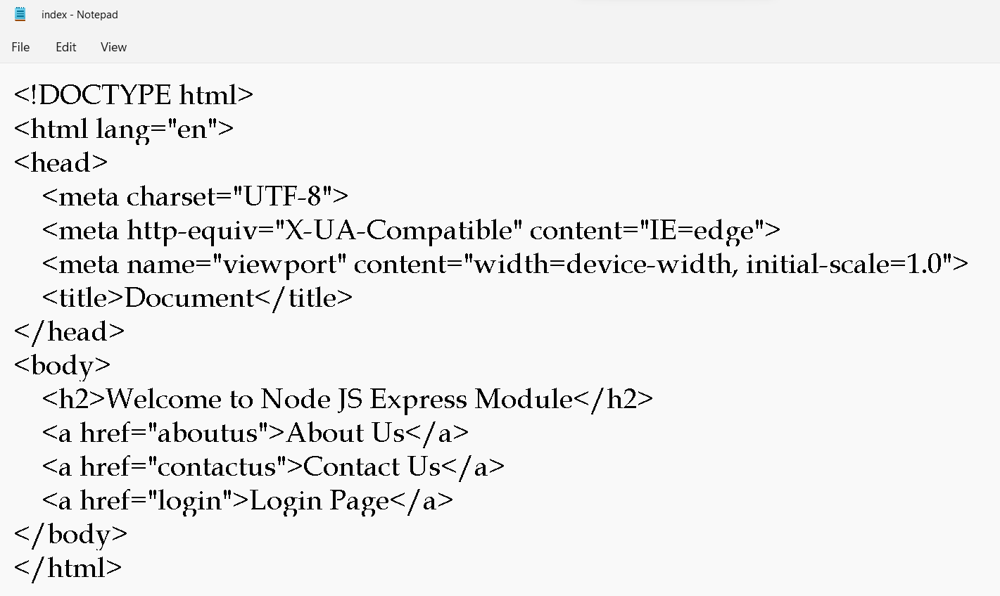 index - Notepad
File Edit View
<!DOCTYPE html>
<html lang="en">
<head>
    <meta charset="UTF-8">
    <meta http-equiv="X-UA-Compatible" content="IE=edge">
    <meta name="viewport" content="width=device-width, initial-scale=1.0">
    <title>Document</title>
</head>
<body>
    <h2>Welcome to Node JS Express Module</h2>
    <a href="aboutus">About Us</a>
    <a href="contactus">Contact Us</a>
    <a href="login">Login Page</a>
</body>
</html>